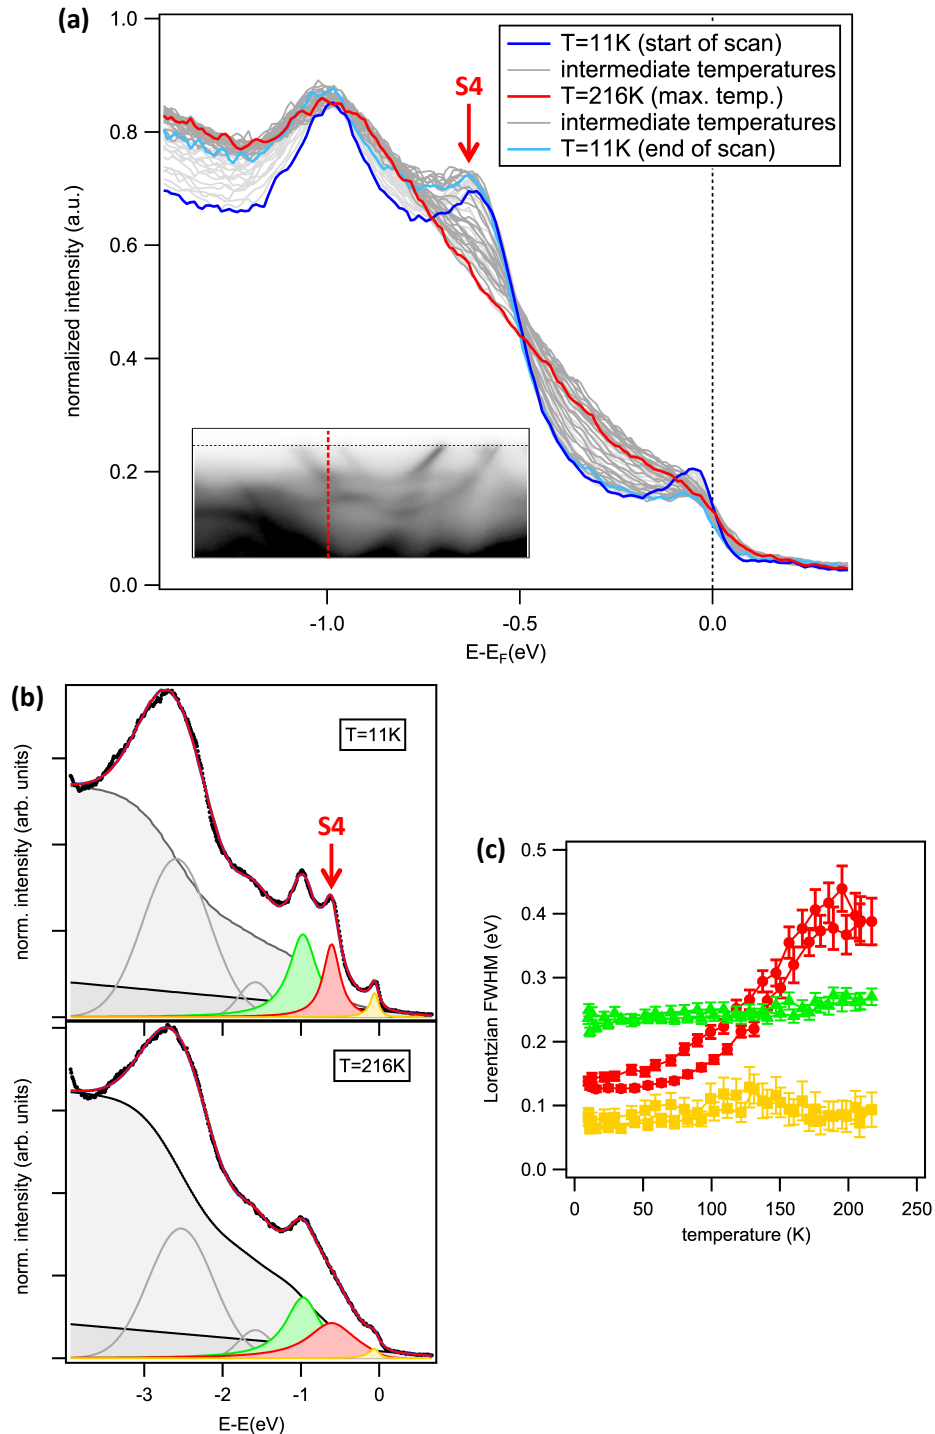 (a)
1.0
0.8
0.6
0.4
0.2
0.0
normalized intensity (a.u.)
T=11K (start of scan)
intermediate temperatures
T=216K (max. temp.)
intermediate temperatures
T=11K (end of scan)
S4
-1.0
-0.5
0.0
E-EF(eV)
(b)
norm. intensity (arb. units)
T=11K
S4
norm. intensity (arb. units)
T=216K
-3
-2
-1
0
E-E(eV)
(c)
Lorentzian FWHM (eV)
0.5
0.4
0.3
0.2
0.1
0.0
0
50
100
150
200
250
temperature (K)